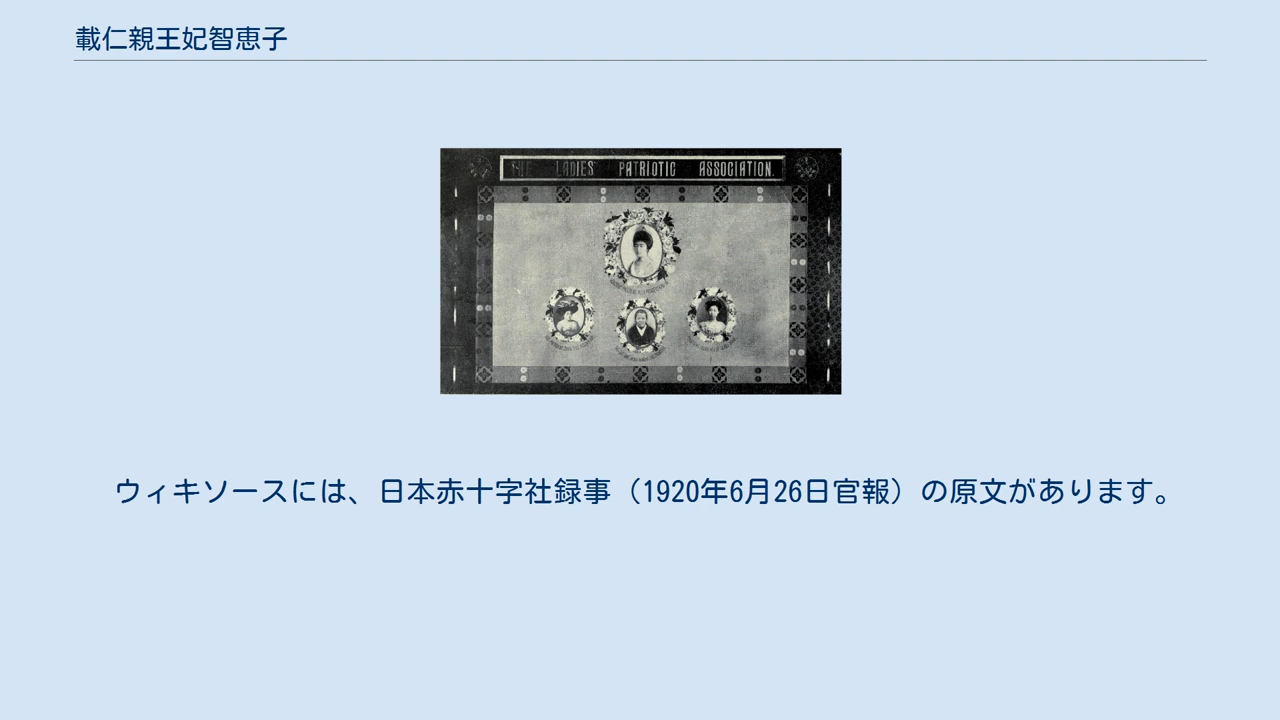 載仁親王妃智恵子
THE LADIES' PATRIOTIC ASSOCIATION.
ウィキソースには、日本赤十字社録事（1920年6月26日官報）の原文があります。